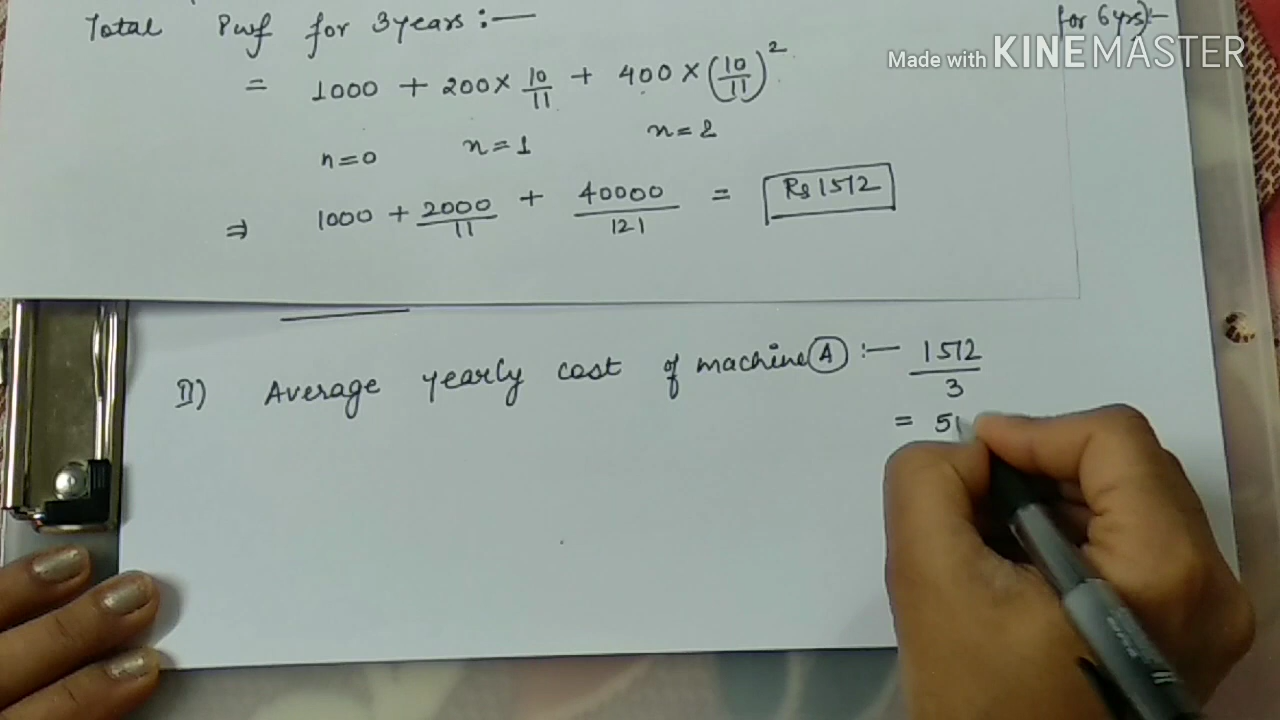 Total Pwf for 3years :—
for 6yrs):—
Made with KINEMASTER
= 1000 + 200 × 10/11 + 400 × (10/11)²
n=0 n=1 n=2
⇒ 1000 + 2000/11 + 40000/121 = Rs 1512
II) Average yearly cost of machine A :— 1512/3
= 51